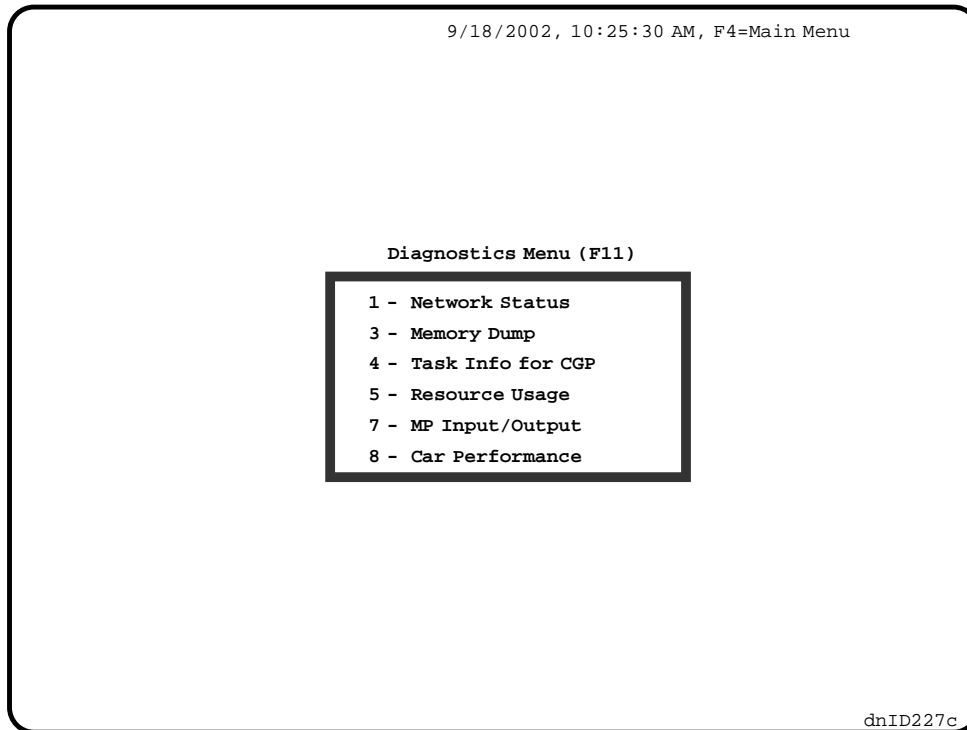 9/18/2002, 10:25:30 AM, F4=Main Menu
Diagnostics Menu (F11)
1 - Network Status
3 - Memory Dump
4 - Task Info for CGP
5 - Resource Usage
7 - MP Input/Output
8 - Car Performance
dnID227c